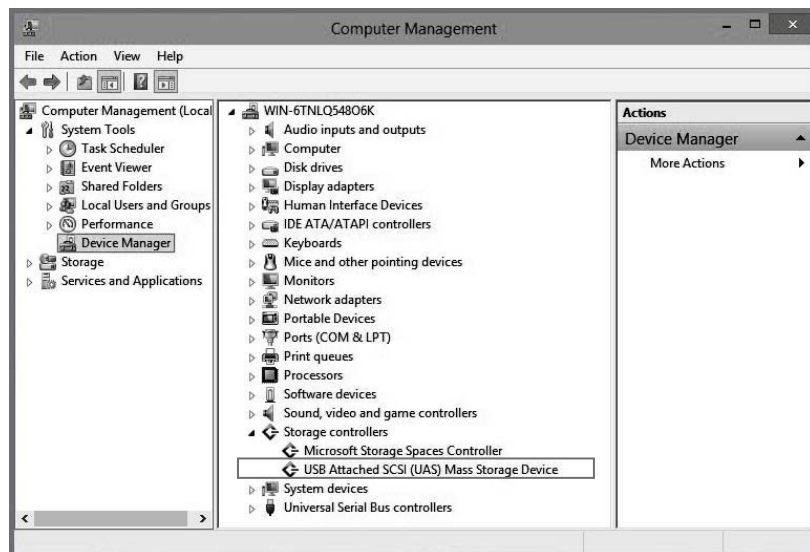 Computer Management
File Action View Help
Computer Management (Local
System Tools
Task Scheduler
Event Viewer
Shared Folders
Local Users and Groups
Performance
Device Manager
Storage
Services and Applications
WIN-6TNLQ548O6K
Audio inputs and outputs
Computer
Disk drives
Display adapters
Human Interface Devices
IDE ATA/ATAPI controllers
Keyboards
Mice and other pointing devices
Monitors
Network adapters
Portable Devices
Ports (COM & LPT)
Print queues
Processors
Software devices
Sound, video and game controllers
Storage controllers
Microsoft Storage Spaces Controller
USB Attached SCSI (UAS) Mass Storage Device
System devices
Universal Serial Bus controllers
Actions
Device Manager
More Actions